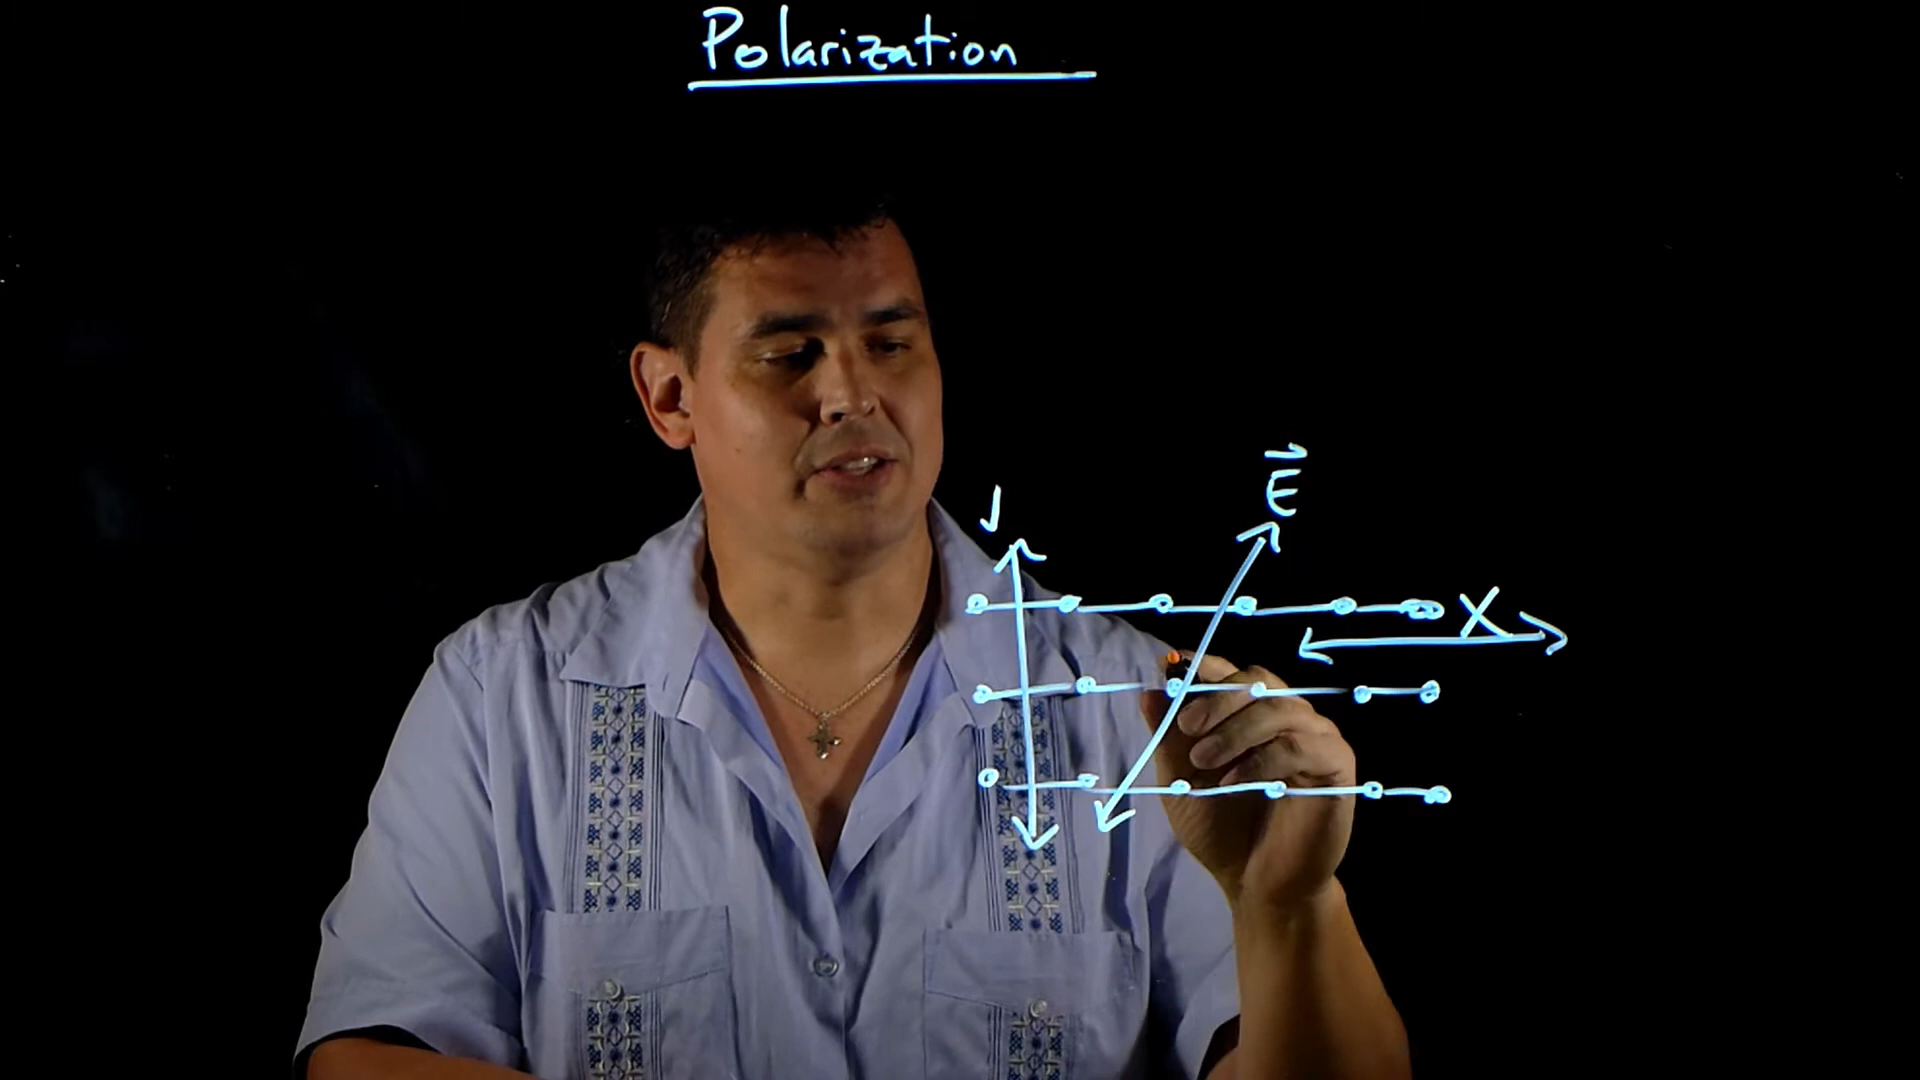 Polarization
E⃗
✓
X